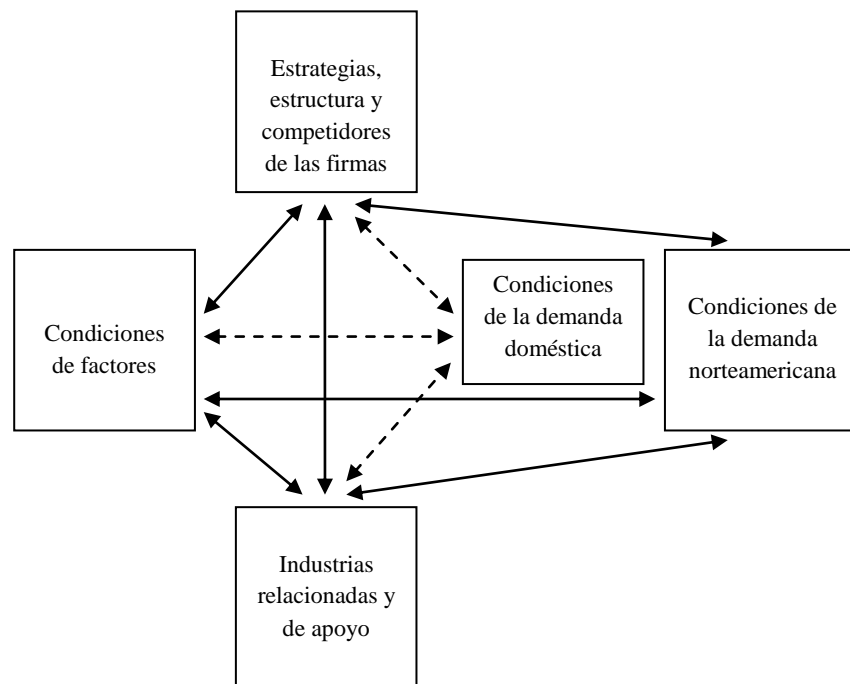 Estrategias,
estructura y
competidores
de las firmas
Condiciones
de factores
Condiciones
de la demanda
doméstica
Condiciones de
la demanda
norteamericana
Industrias
relacionadas y
de apoyo